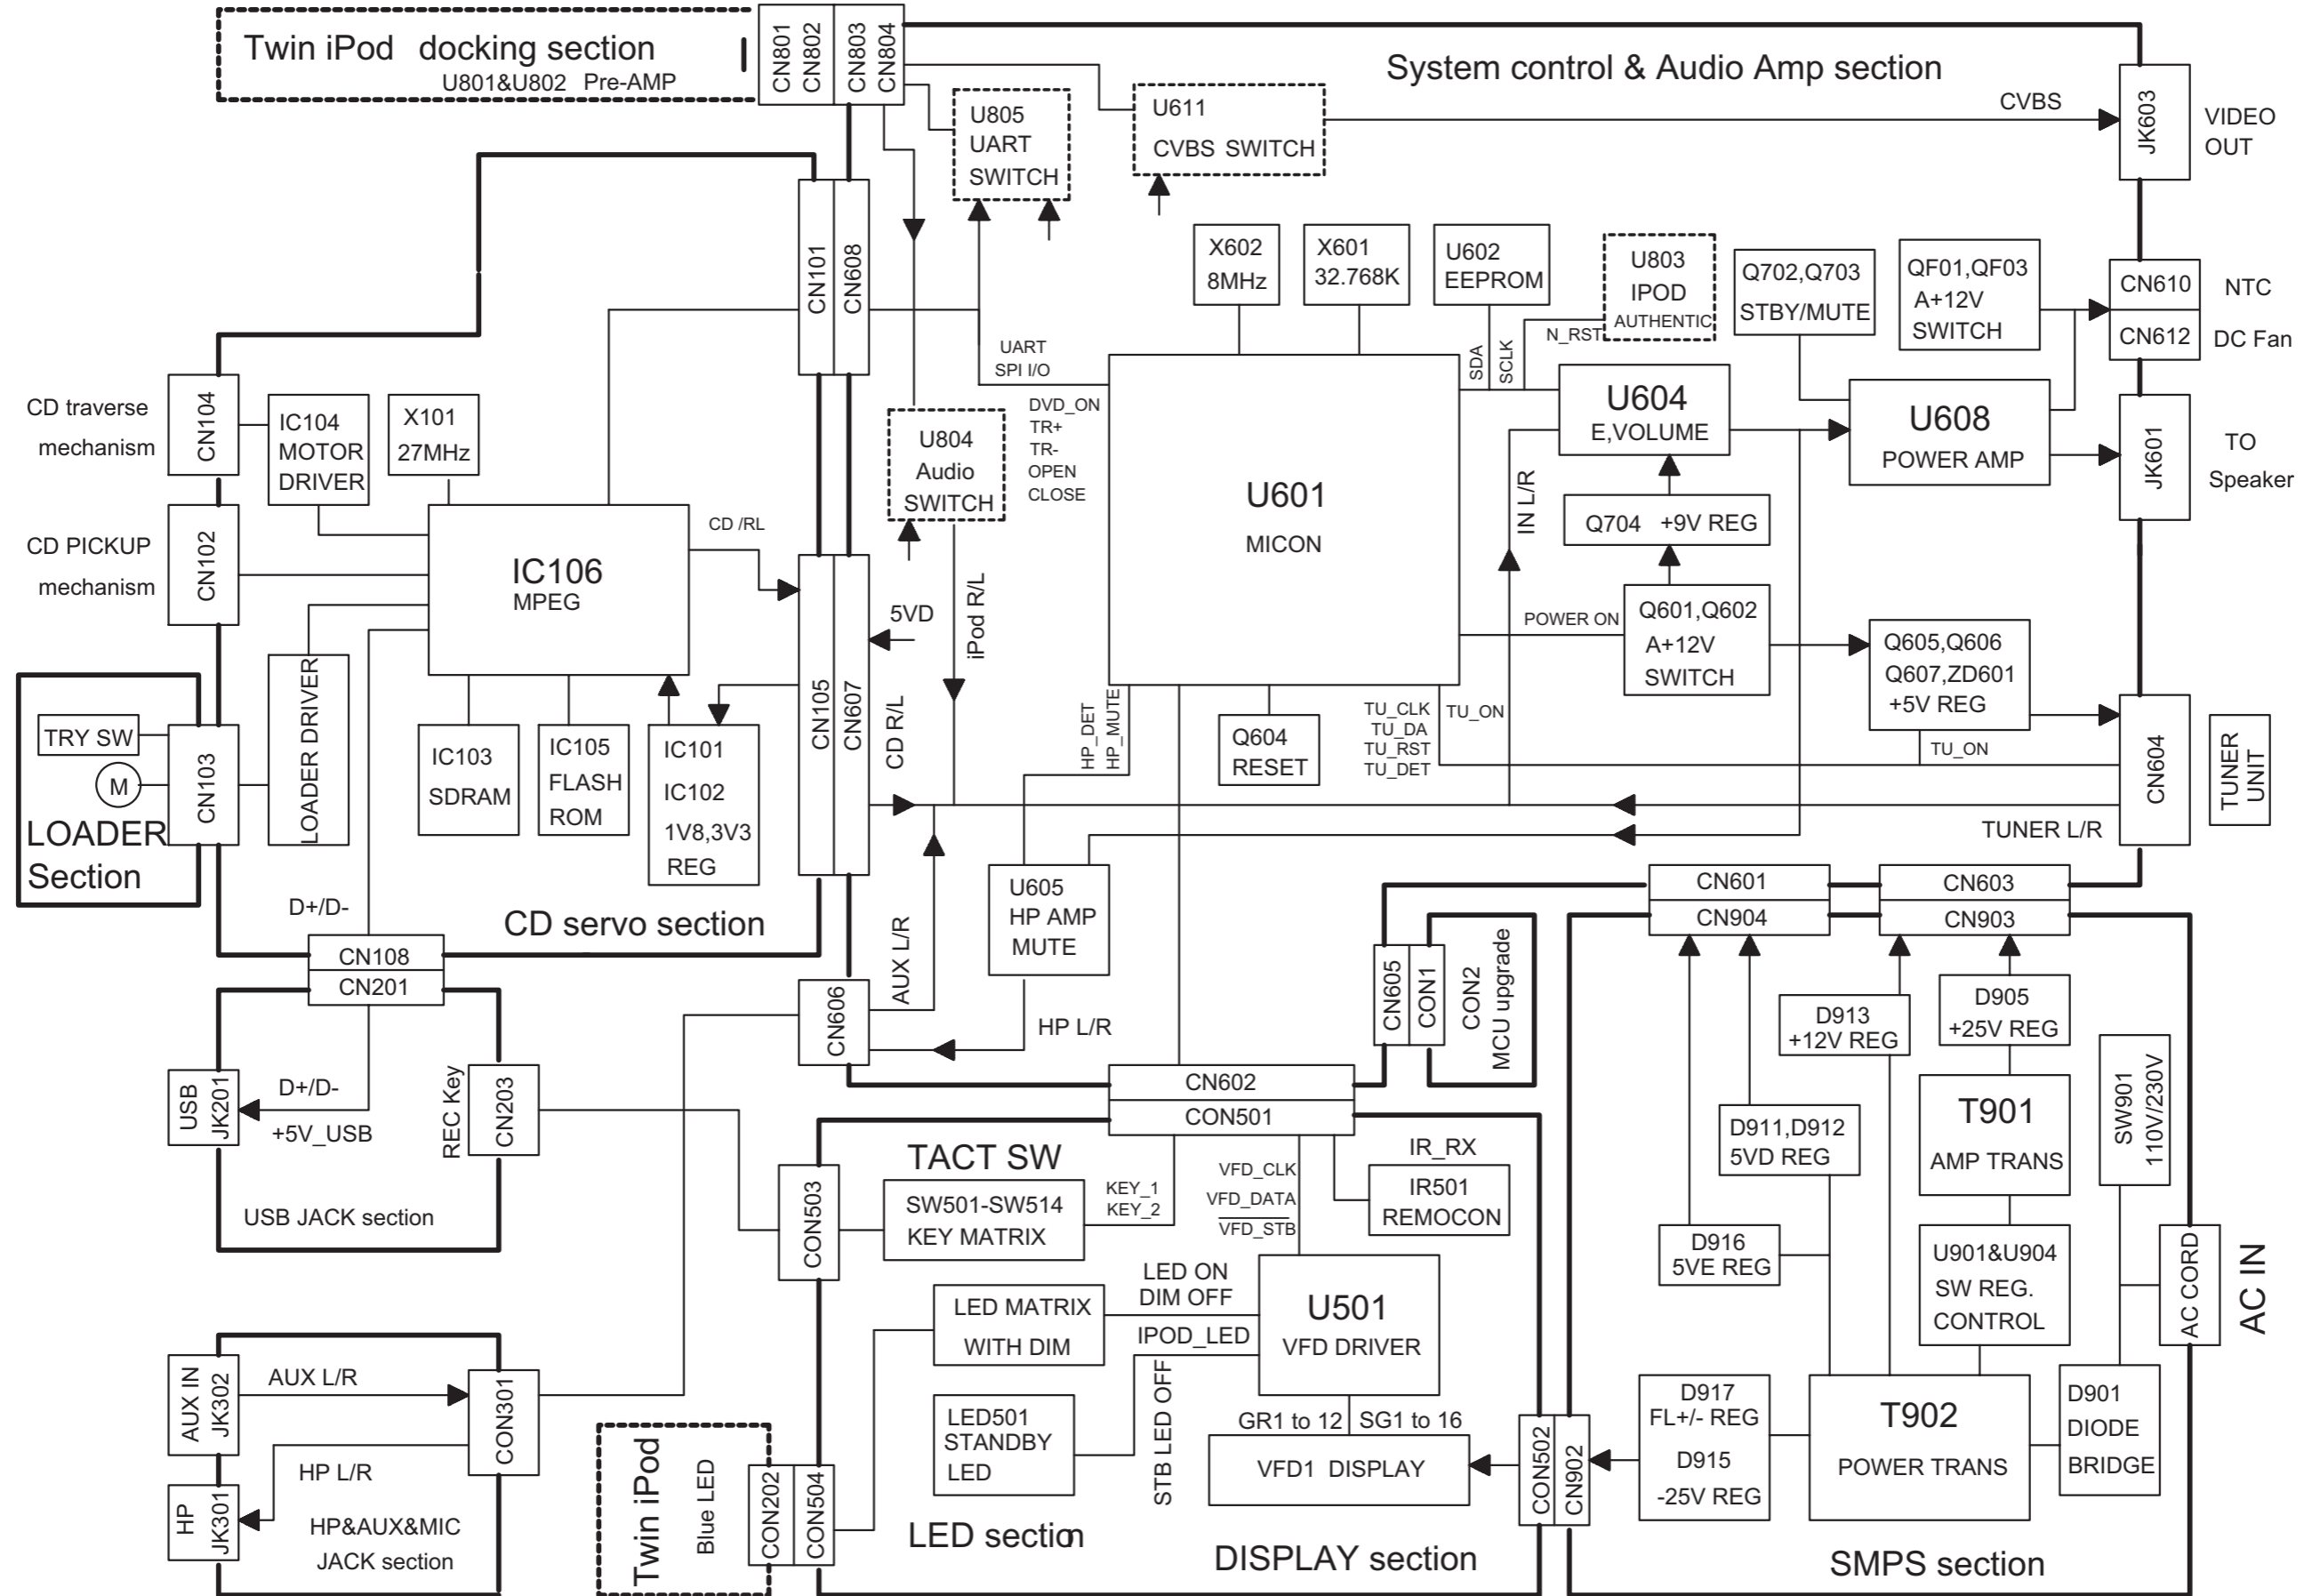 Twin iPod docking section
U801&U802 Pre-AMP
CN801
CN802
CN803
CN804
System control & Audio Amp section
U805
UART
SWITCH
U611
CVBS SWITCH
CVBS
JK603
VIDEO
OUT
CN101
CN608
X602
8MHz
X601
32.768K
U602
EEPROM
U803
IPOD
AUTHENTIC
Q702,Q703
STBY/MUTE
QF01,QF03
A+12V
SWITCH
CN610
NTC
CN612
DC Fan
UART
SPI I/O
SDA
SCLK
N_RST
CD traverse
mechanism
CN104
IC104
MOTOR
DRIVER
X101
27MHz
DVD_ON
TR+
TR-
OPEN
CLOSE
U804
Audio
SWITCH
U601
MICON
U604
E,VOLUME
U608
POWER AMP
JK601
TO
Speaker
IN L/R
Q704 +9V REG
CD PICKUP
mechanism
CN102
IC106
MPEG
CD /RL
5VD
iPod R/L
POWER ON
Q601,Q602
A+12V
SWITCH
Q605,Q606
Q607,ZD601
+5V REG
TRY SW
M
CN103
LOADER
Section
LOADER DRIVER
IC103
SDRAM
IC105
FLASH
ROM
IC101
IC102
1V8,3V3
REG
CN105
CN607
CD R/L
HP_DET
HP_MUTE
Q604
RESET
TU_CLK
TU_DA
TU_RST
TU_DET
TU_ON
TU_ON
CN604
TUNER
UNIT
TUNER L/R
D+/D-
CD servo section
CN108
CN201
U605
HP AMP
MUTE
AUX L/R
CN606
HP L/R
CN605
CON1
CON2
MCU upgrade
CN601
CN904
CN603
CN903
USB
JK201
D+/D-
+5V_USB
REC Key
CN203
USB JACK section
CN602
CON501
D913
+12V REG
D905
+25V REG
SW901
110V/230V
D911,D912
5VD REG
T901
AMP TRANS
D916
5VE REG
U901&U904
SW REG.
CONTROL
AC CORD
AC IN
TACT SW
CON503
SW501-SW514
KEY MATRIX
KEY_1
KEY_2
VFD_CLK
VFD_DATA
VFD_STB
IR_RX
IR501
REMOCON
LED MATRIX
WITH DIM
LED ON
DIM OFF
IPOD_LED
U501
VFD DRIVER
AUX IN
JK302
AUX L/R
CON301
HP
JK301
HP L/R
HP&AUX&MIC
JACK section
Twin iPod
Blue LED
CON202
CON504
LED501
STANDBY
LED
STB LED OFF
GR1 to 12
SG1 to 16
VFD1 DISPLAY
CON502
CN902
D917
FL+/- REG
D915
-25V REG
T902
POWER TRANS
D901
DIODE
BRIDGE
LED section
DISPLAY section
SMPS section